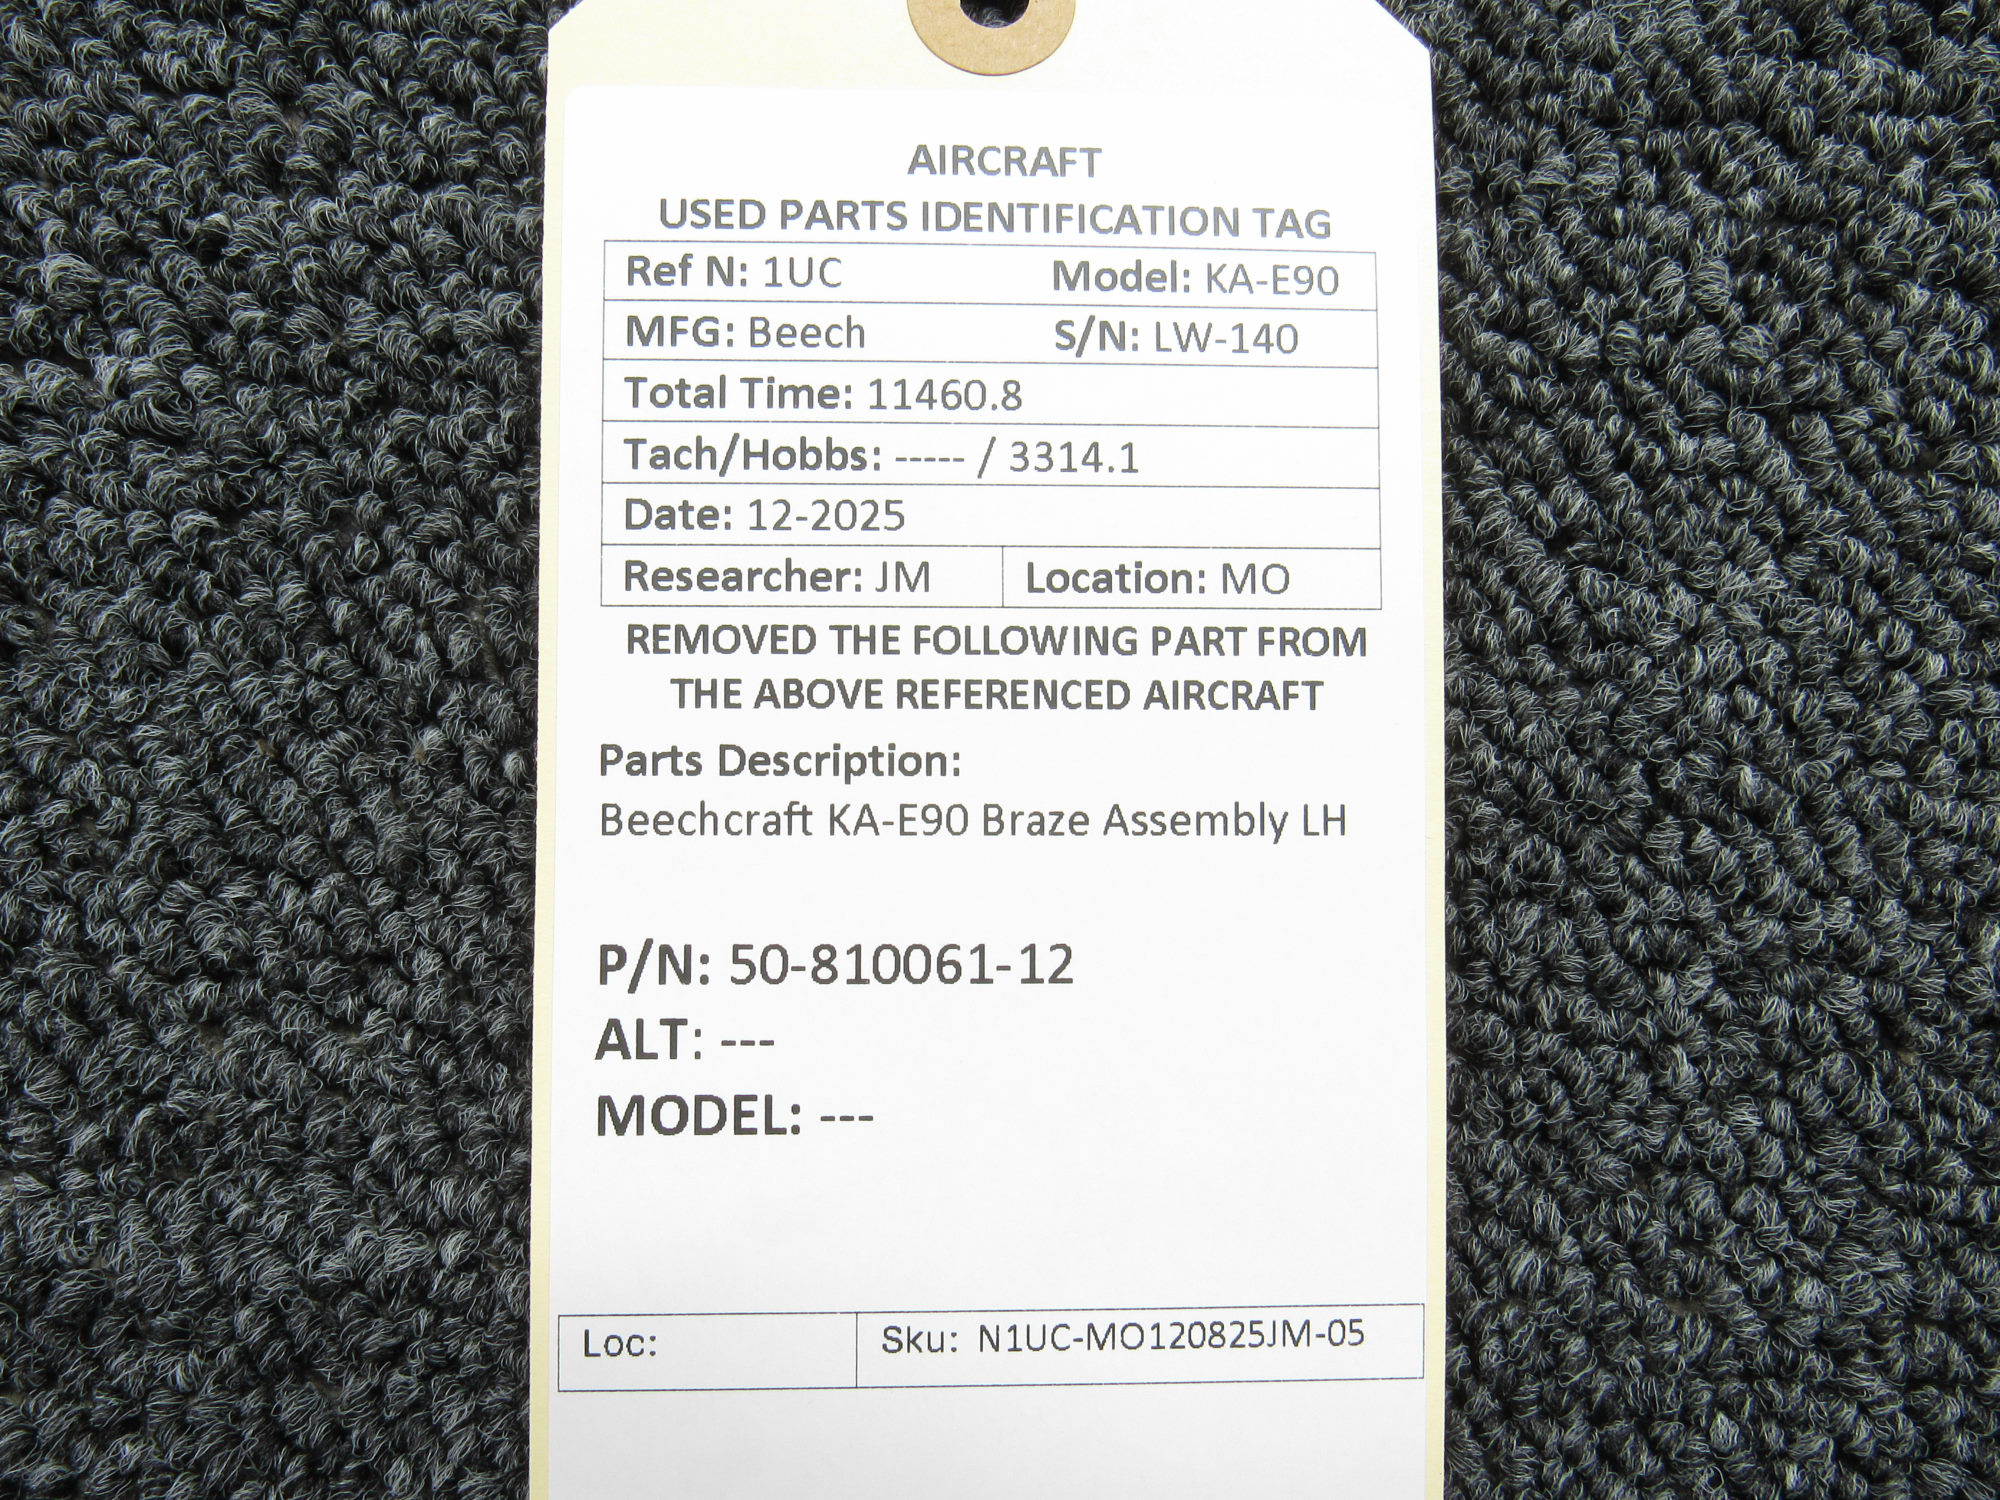 AIRCRAFT
USED PARTS IDENTIFICATION TAG
Ref N: 1UC Model: KA-E90
MFG: Beech S/N: LW-140
Total Time: 11460.8
Tach/Hobbs: ----- / 3314.1
Date: 12-2025
Researcher: JM Location: MO
REMOVED THE FOLLOWING PART FROM
THE ABOVE REFERENCED AIRCRAFT
Parts Description:
Beechcraft KA-E90 Braze Assembly LH
P/N: 50-810061-12
ALT: ---
MODEL: ---
Loc: Sku: N1UC-MO120825JM-05